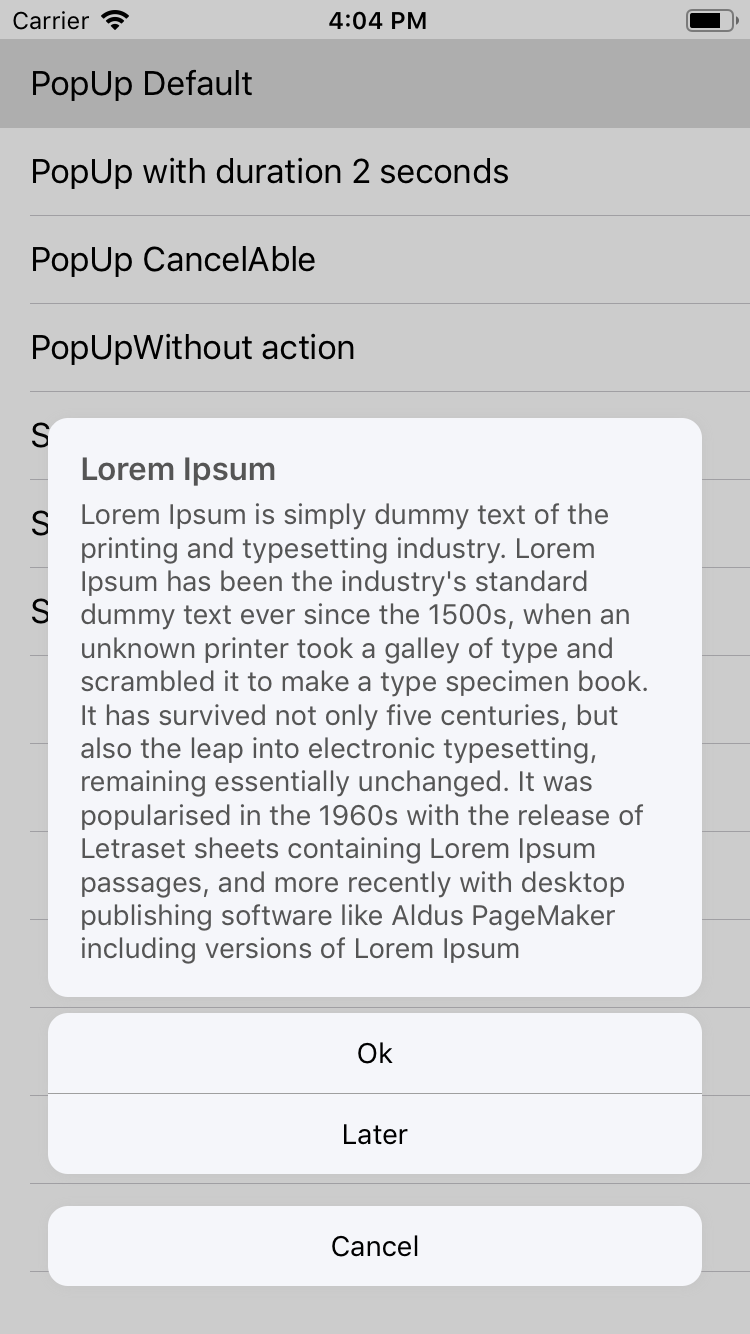 Carrier 4:04 PM
PopUp Default
PopUp with duration 2 seconds
PopUp CancelAble
PopUpWithout action
S
Lorem Ipsum
Lorem Ipsum is simply dummy text of the
S
printing and typesetting industry. Lorem
Ipsum has been the industry's standard
S
dummy text ever since the 1500s, when an
unknown printer took a galley of type and
scrambled it to make a type specimen book.
It has survived not only five centuries, but
also the leap into electronic typesetting,
remaining essentially unchanged. It was
popularised in the 1960s with the release of
Letraset sheets containing Lorem Ipsum
passages, and more recently with desktop
publishing software like Aldus PageMaker
including versions of Lorem Ipsum
Ok
Later
Cancel